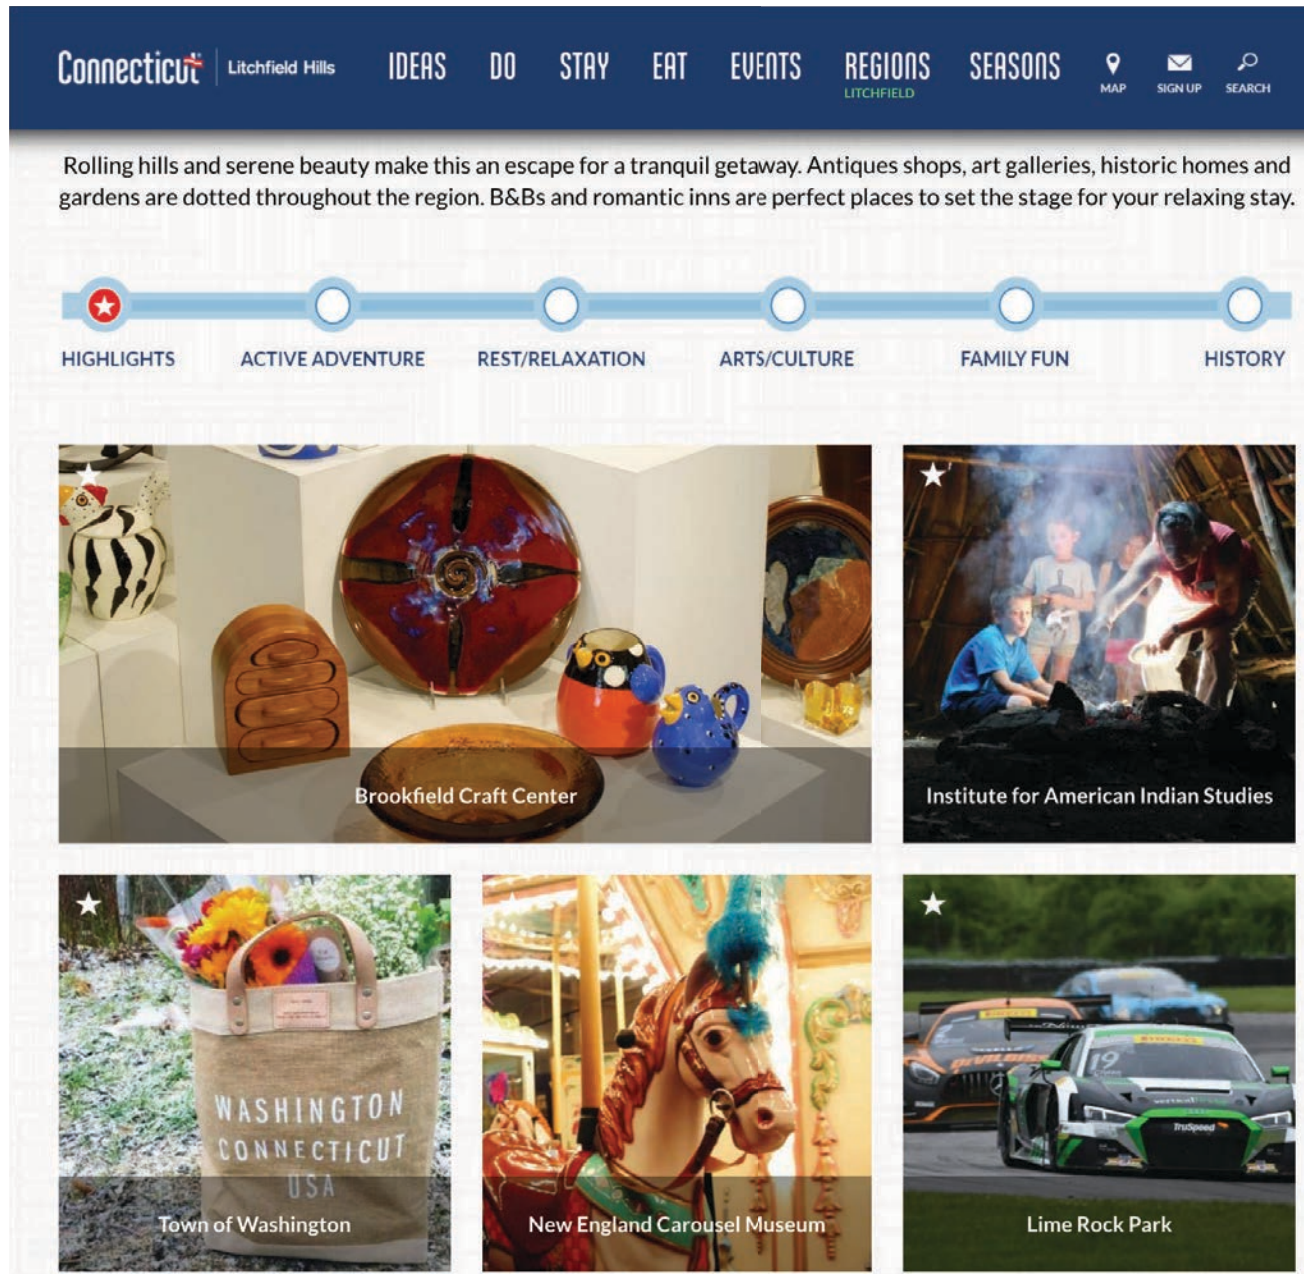 Connecticut Litchfield Hills IDEAS DO STAY EAT EVENTS REGIONS SEASONS
LITCHFIELD MAP SIGN UP SEARCH
Rolling hills and serene beauty make this an escape for a tranquil getaway. Antiques shops, art galleries, historic homes and
gardens are dotted throughout the region. B&Bs and romantic inns are perfect places to set the stage for your relaxing stay.
HIGHLIGHTS ACTIVE ADVENTURE REST/RELAXATION ARTS/CULTURE FAMILY FUN HISTORY
Brookfield Craft Center
Institute for American Indian Studies
WASHINGTON
CONNECTICUT
USA
Town of Washington
New England Carousel Museum
PIRELLI
PIRELLI
DEVILBISS
19
TruSpeed
Lime Rock Park